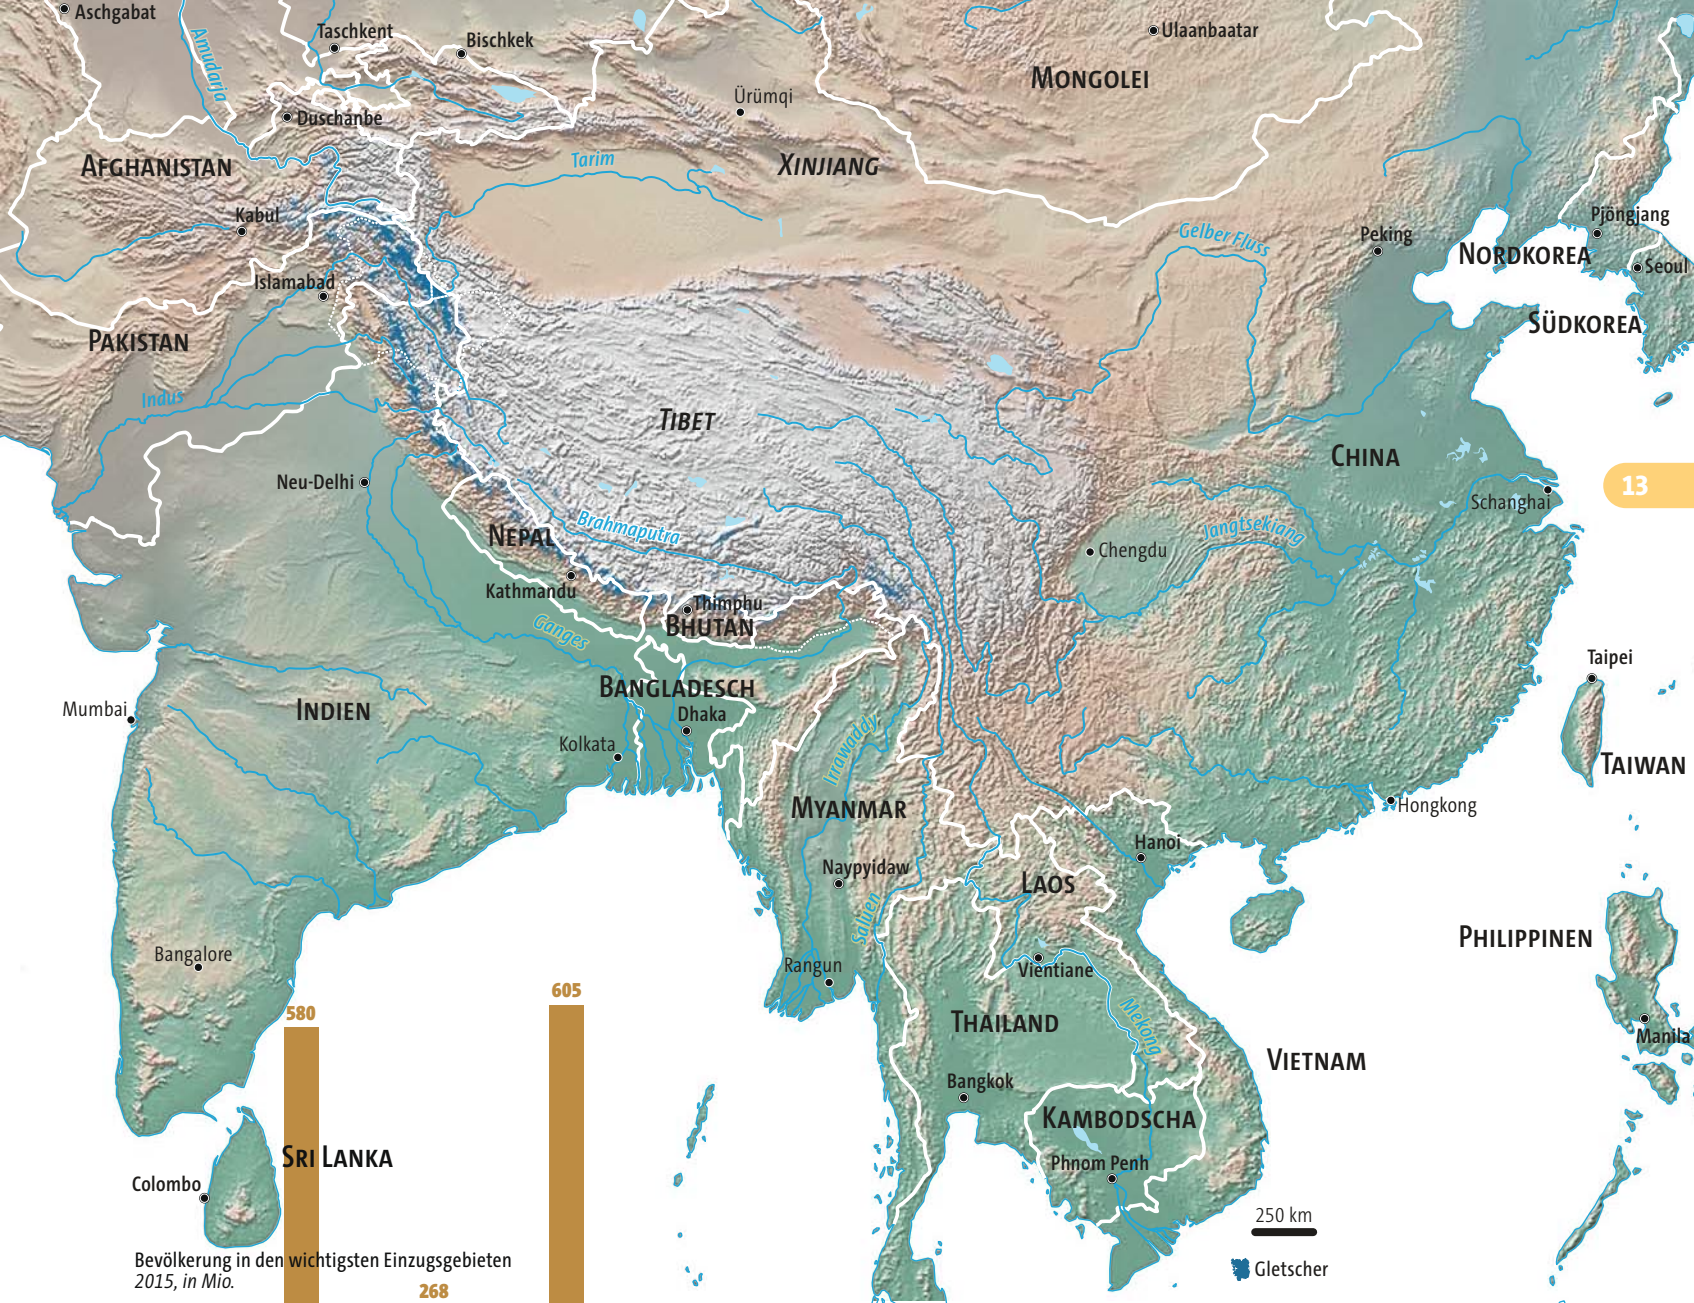 Aschgabat
Taschkent
Bischkek
Ulaanbaatar
Amudarja
MONGOLEI
Ürümqi
Duschanbe
AFGHANISTAN
Tarim
XINJIANG
Kabul
Pjöngjang
Gelber Fluss
Peking
NORDKOREA
Seoul
Islamabad
PAKISTAN
SÜDKOREA
Indus
TIBET
CHINA
Neu-Delhi
13
Schanghai
NEPAL
Brahmaputra
Jangtsekiang
Chengdu
Kathmandu
Thimphu
BHUTAN
Ganges
Taipei
BANGLADESCH
Mumbai
INDIEN
Dhaka
Kolkata
Irrawaddy
TAIWAN
MYANMAR
Hongkong
Hanoi
Naypyidaw
LAOS
Saluen
PHILIPPINEN
Bangalore
Rangun
Vientiane
605
580
THAILAND
Mekong
Manila
VIETNAM
Bangkok
KAMBODSCHA
SRI LANKA
Phnom Penh
Colombo
250 km
Bevölkerung in den wichtigsten Einzugsgebieten
2015, in Mio.
Gletscher
268